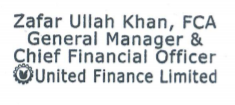 Zafar Ullah Khan, FCA
General Manager &
Chief Financial Officer
United Finance Limited